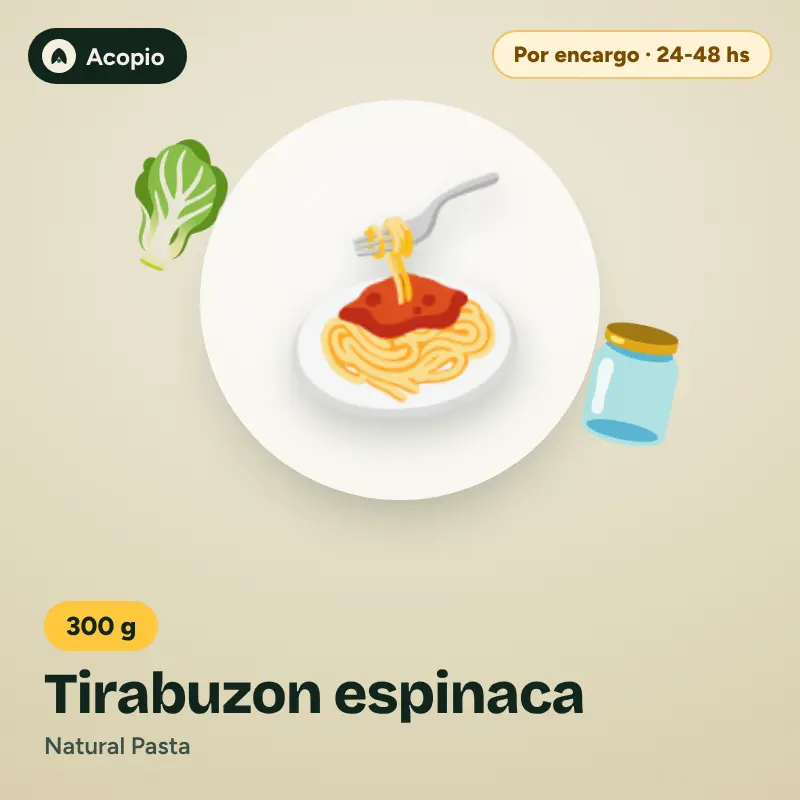 Acopio
Por encargo · 24-48 hs
300 g
Tirabuzon espinaca
Natural Pasta